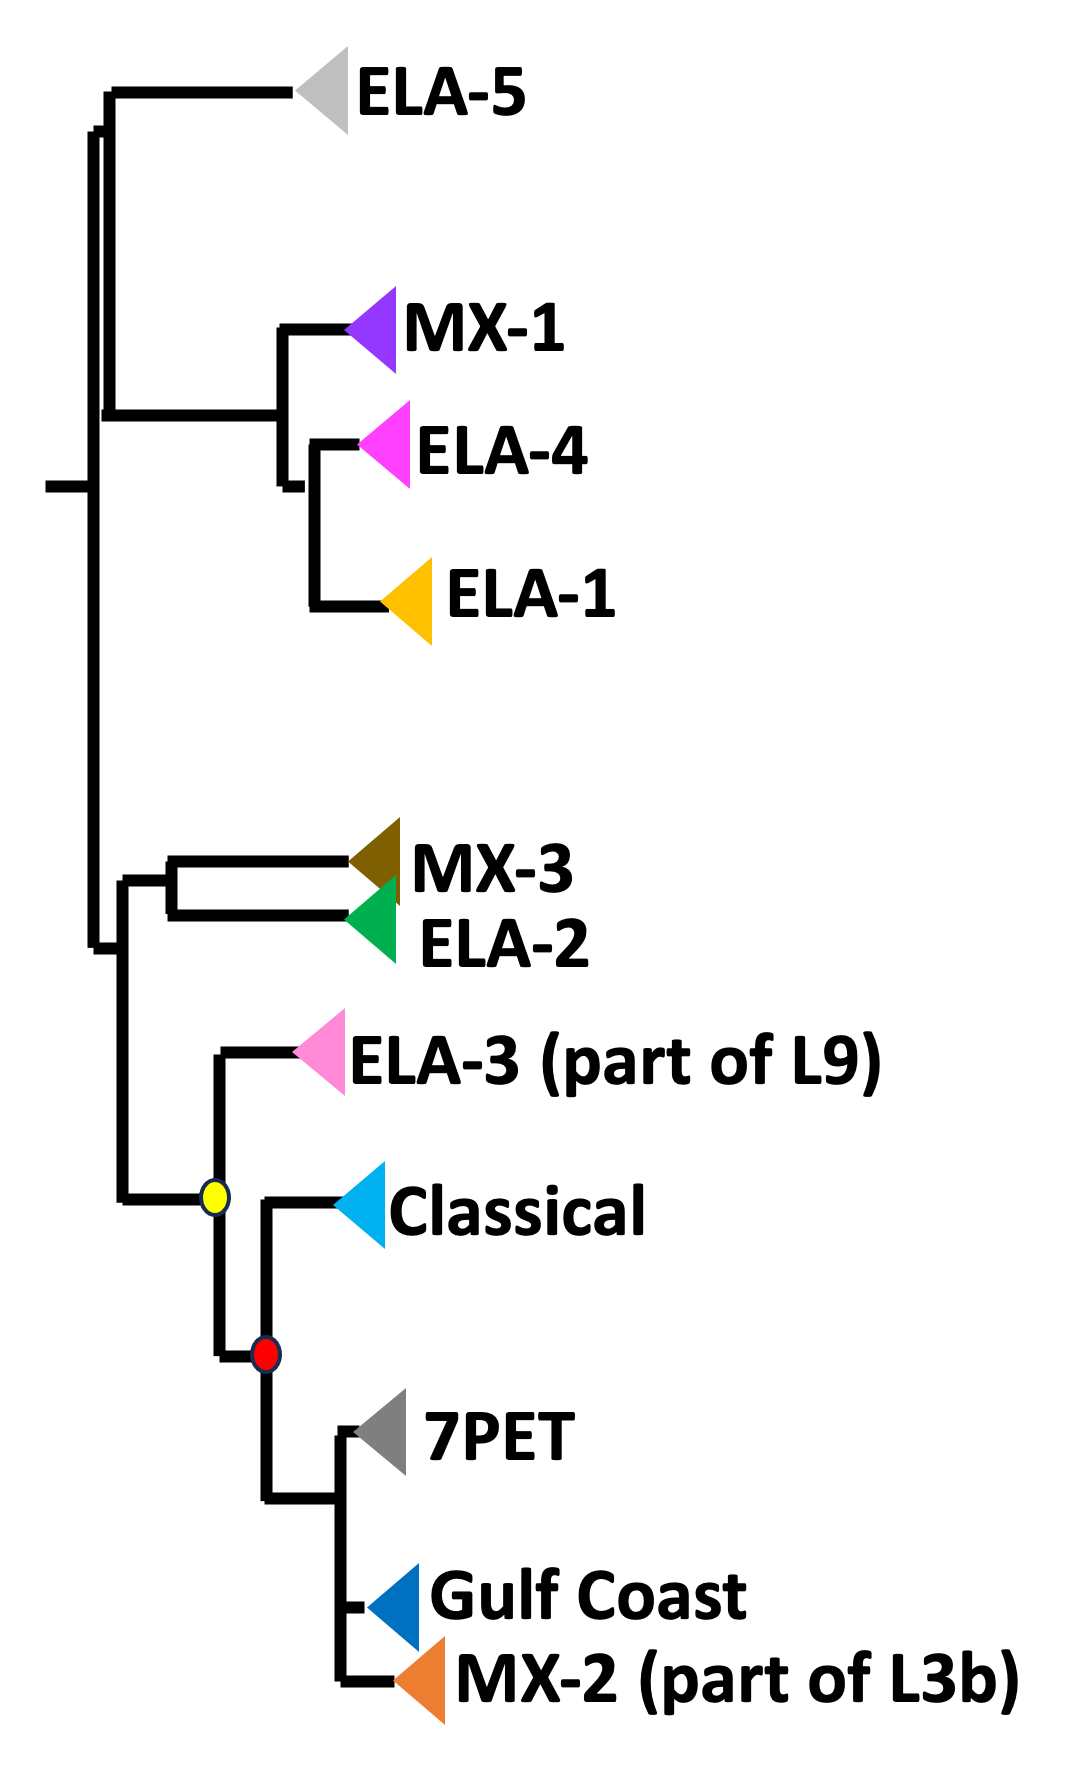 ELA-5
MX-1
ELA-4
ELA-1
MX-3
ELA-2
ELA-3 (part of L9)
Classical
7PET
Gulf Coast
MX-2 (part of L3b)